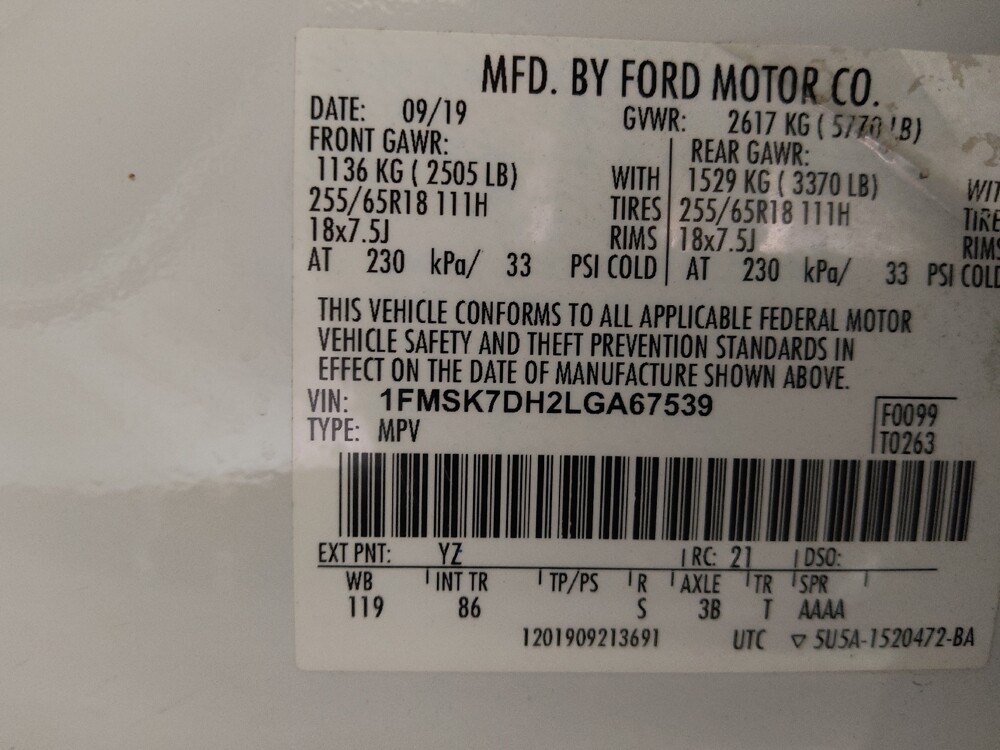 MFD. BY FORD MOTOR CO.
DATE: 09/19 GVWR: 2617 KG ( 5770 LB)
FRONT GAWR: REAR GAWR:
1136 KG ( 2505 LB) WITH 1529 KG ( 3370 LB) WIT
255/65R18 111H TIRES 255/65R18 111H TIRE
18x7.5J RIMS 18x7.5J RIMS
AT 230 kPa/ 33 PSI COLD AT 230 kPa/ 33 PSI COLD
THIS VEHICLE CONFORMS TO ALL APPLICABLE FEDERAL MOTOR
VEHICLE SAFETY AND THEFT PREVENTION STANDARDS IN
EFFECT ON THE DATE OF MANUFACTURE SHOWN ABOVE.
VIN: 1FMSK7DH2LGA67539
TYPE: MPV
F0099
T0263
EXT PNT: YZ RC: 21 DSO:
WB INT TR TP/PS R AXLE TR SPR
119 86 S 3B T AAAA
1201909213691 UTC ▽ 5U5A-1520472-BA